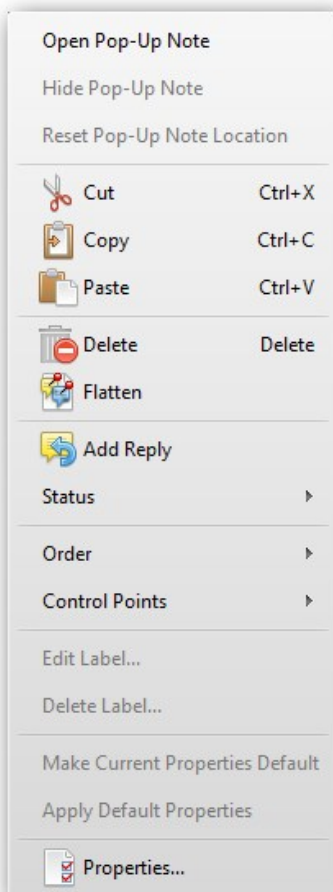 Open Pop-Up Note
Hide Pop-Up Note
Reset Pop-Up Note Location
Cut Ctrl+X
Copy Ctrl+C
Paste Ctrl+V
Delete Delete
Flatten
Add Reply
Status
Order
Control Points
Edit Label...
Delete Label...
Make Current Properties Default
Apply Default Properties
Properties...